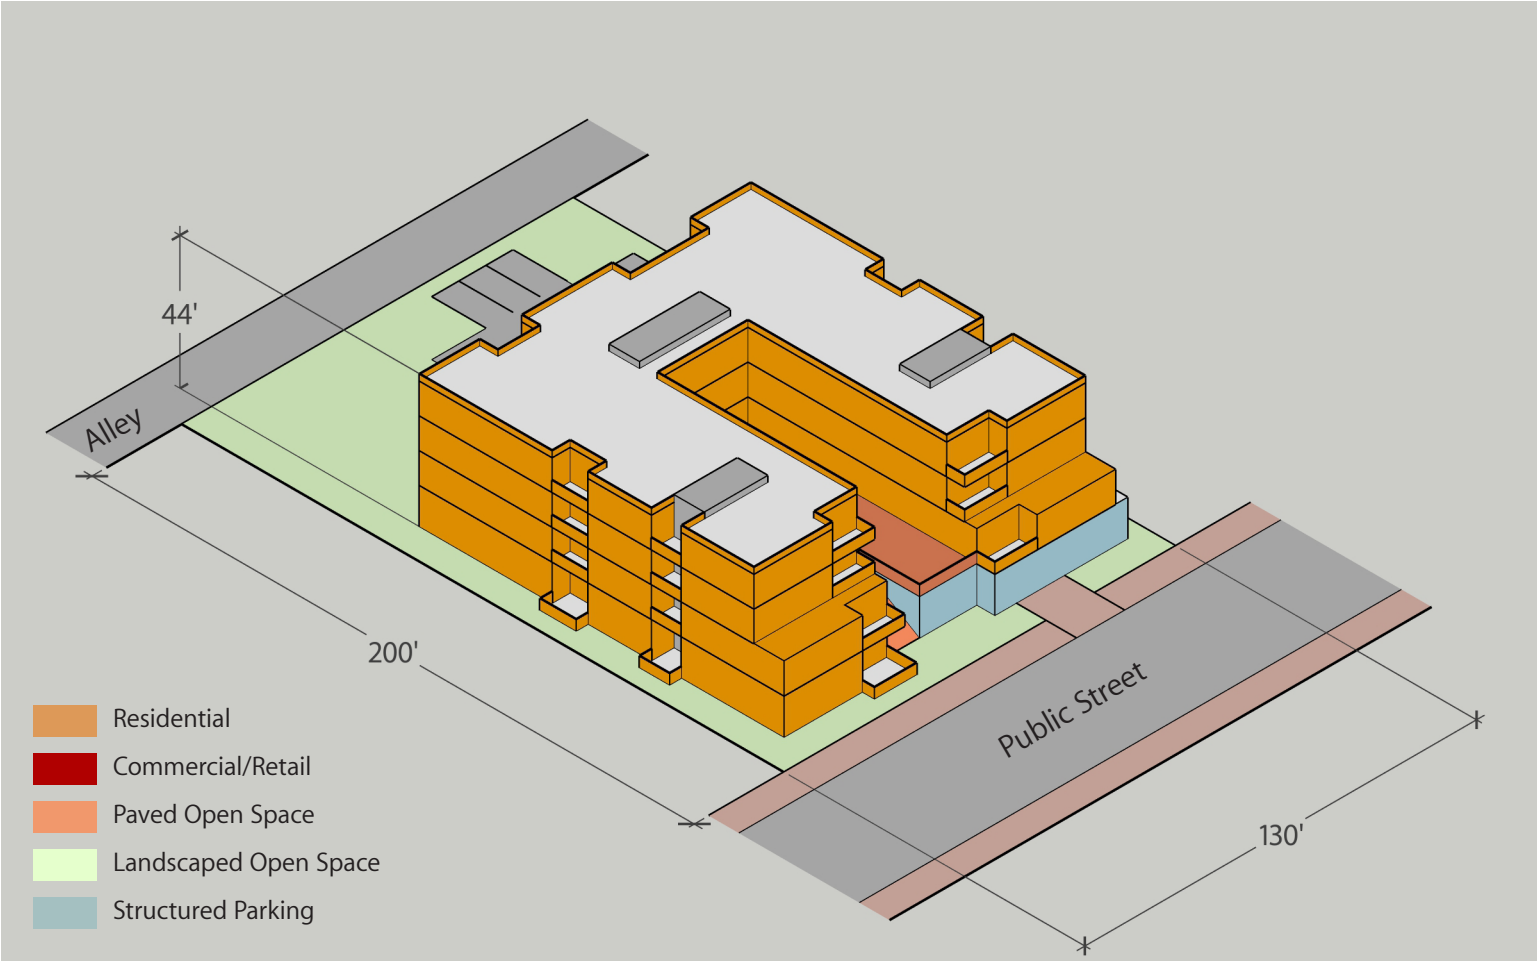 44'
Alley
200'
Public Street
130'
Residential
Commercial/Retail
Paved Open Space
Landscaped Open Space
Structured Parking